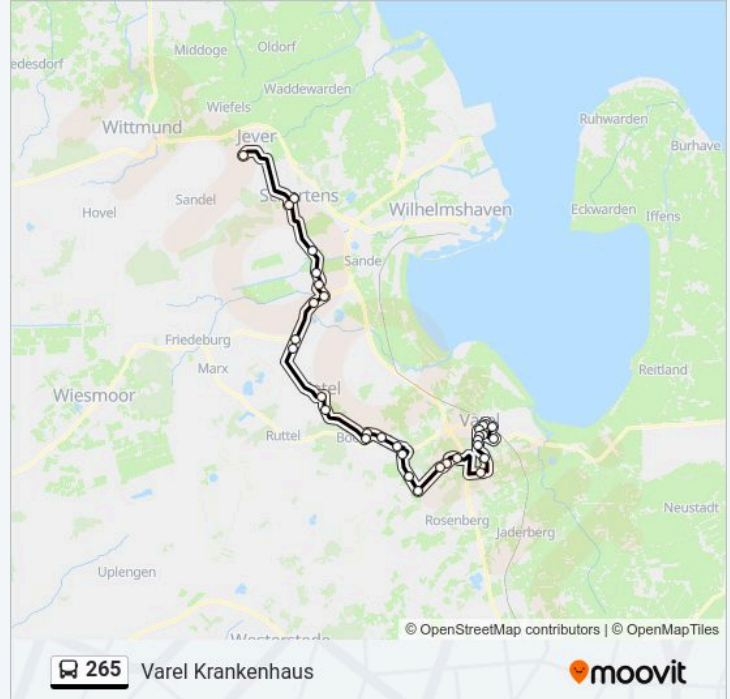 Middoge
Oldorf
edesdorf
Waddewarden
Wiefels
Ruhwarden
Wittmund
Jever
Burhave
Sandel
Hovel
Wilhelmshaven
Eckwarden
Iffens
Sande
Friedeburg
Marx
Reitland
Wiesmoor
Ruttel
Varel
Rosenberg
Jaderberg
Neustadt
Uplengen
Westerstede
© OpenStreetMap contributors | © OpenMapTiles
265 Varel Krankenhaus
moovit